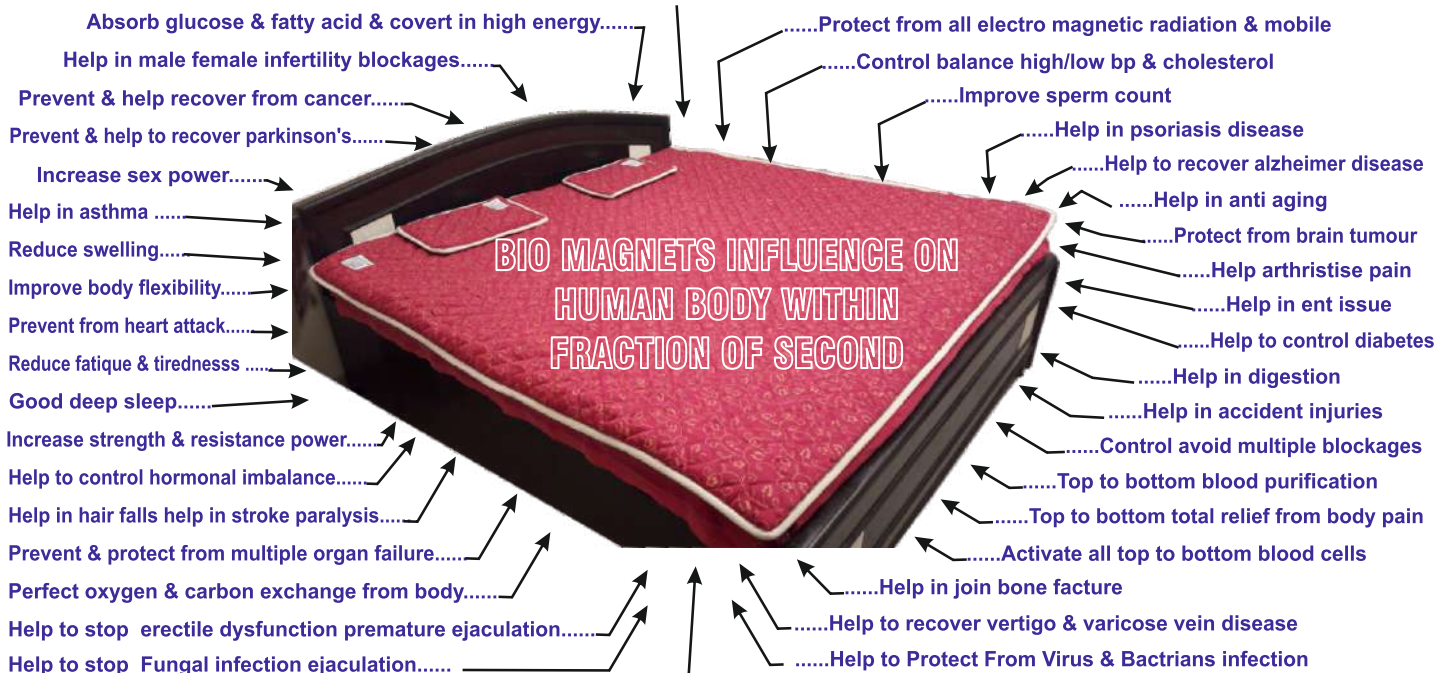 Absorb glucose & fatty acid & covert in high energy......
Help in male female infertility blockages......
Prevent & help recover from cancer......
Prevent & help to recover parkinson's......
Increase sex power......
Help in asthma ......
Reduce swelling......
Improve body flexibility......
Prevent from heart attack......
Reduce fatique & tirednesss ......
Good deep sleep......
Increase strength & resistance power......
Help to control hormonal imbalance......
Help in hair falls help in stroke paralysis......
Prevent & protect from multiple organ failure......
Perfect oxygen & carbon exchange from body......
Help to stop erectile dysfunction premature ejaculation......
Help to stop Fungal infection ejaculation......
BIO MAGNETS INFLUENCE ON
HUMAN BODY WITHIN
FRACTION OF SECOND
......Protect from all electro magnetic radiation & mobile
......Control balance high/low bp & cholesterol
......Improve sperm count
......Help in psoriasis disease
......Help to recover alzheimer disease
......Help in anti aging
......Protect from brain tumour
......Help arthristise pain
......Help in ent issue
......Help to control diabetes
......Help in digestion
......Help in accident injuries
......Control avoid multiple blockages
......Top to bottom blood purification
......Top to bottom total relief from body pain
......Activate all top to bottom blood cells
......Help in join bone facture
......Help to recover vertigo & varicose vein disease
......Help to Protect From Virus & Bactrians infection